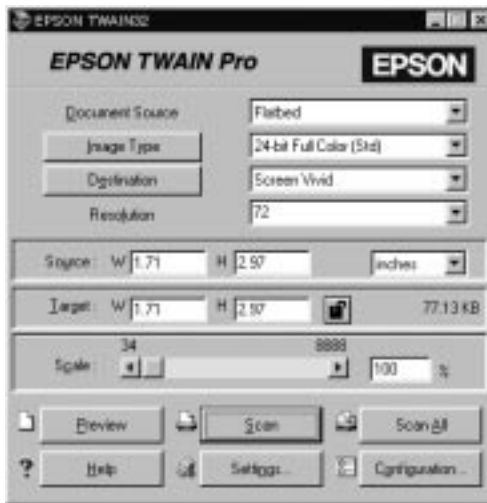 EPSON TWAIN32
EPSON TWAIN Pro EPSON
Document Source Flatbed
Image Type 24-bit Full Color (Std)
Destination Screen Vivid
Resolution 72
Source: W 1.71 H 2.97 inches
Target: W 1.71 H 2.97 77.13 KB
34 8888
Scale: 100 %
Preview Scan Scan All
? Help Settings... Configuration...